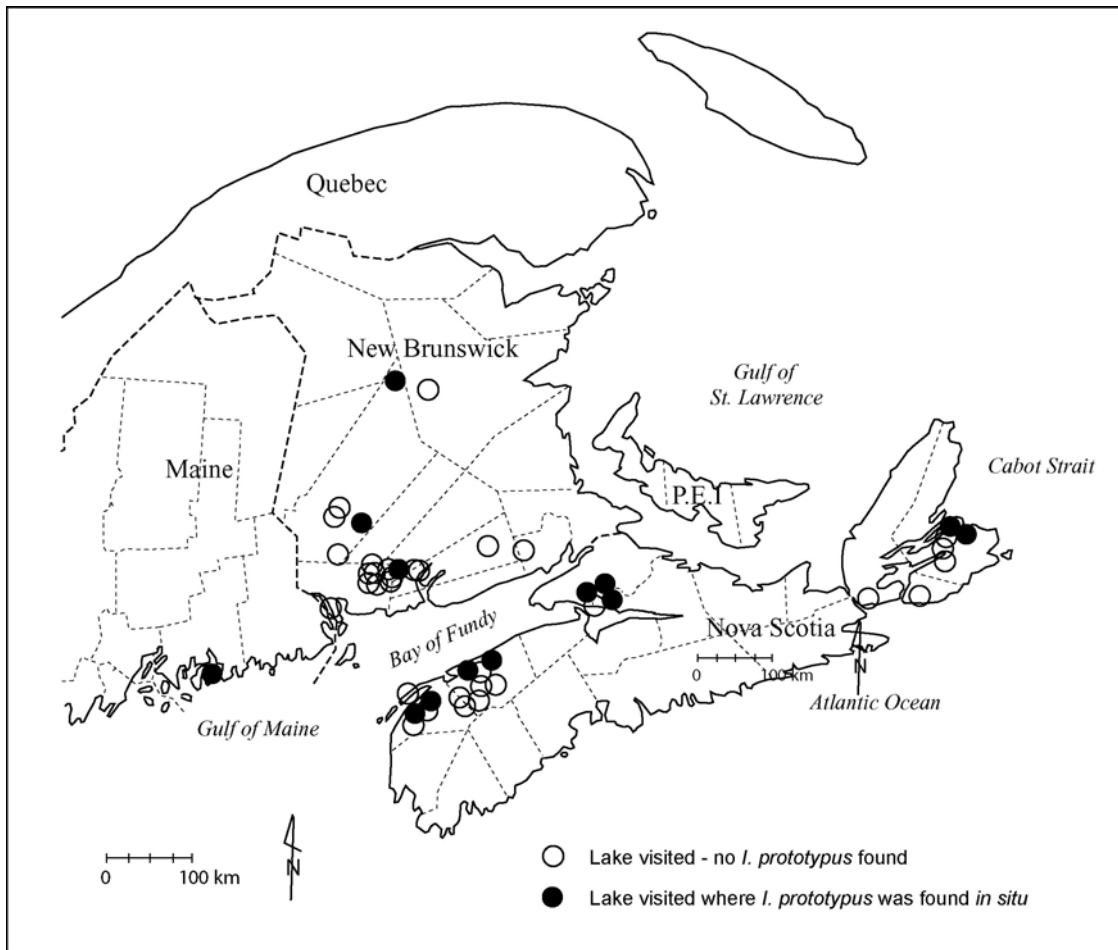 Quebec
New Brunswick
Gulf of
St. Lawrence
Maine
P.E.I
Cabot Strait
Bay of Fundy
Nova Scotia
0 100 km
N
Atlantic Ocean
Gulf of Maine
N
0 100 km
Lake visited - no I. prototypus found
Lake visited where I. prototypus was found in situ